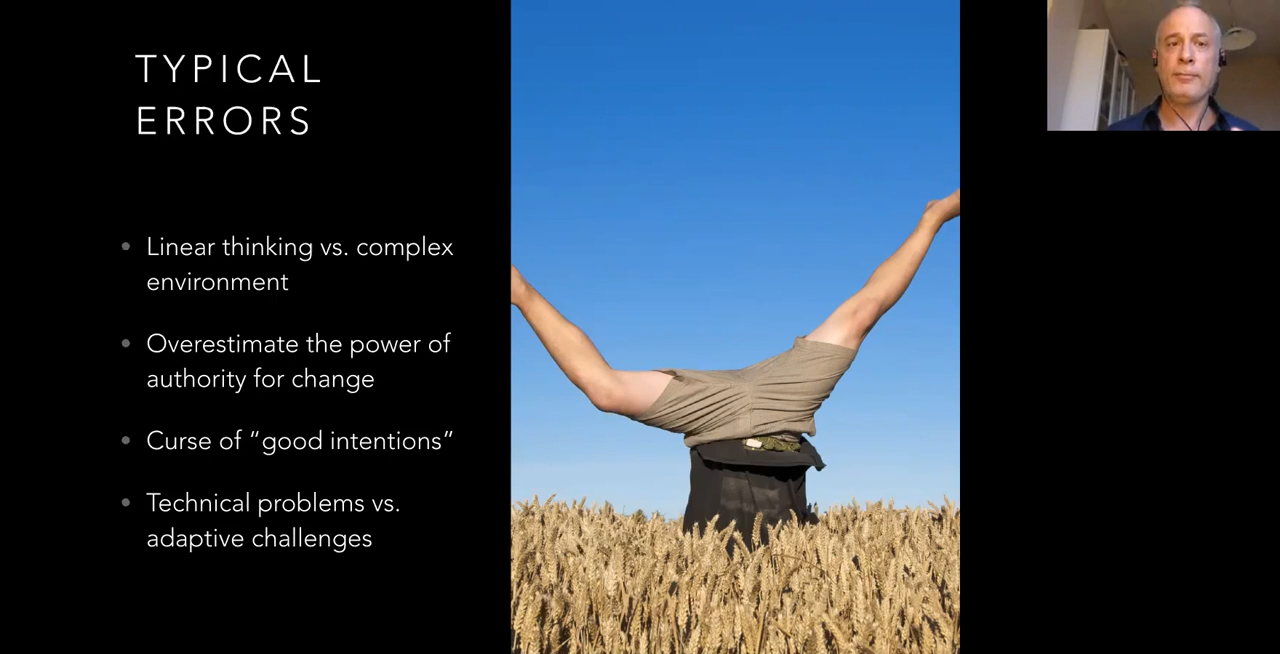 TYPICAL
ERRORS
• Linear thinking vs. complex
environment
• Overestimate the power of
authority for change
• Curse of “good intentions”
• Technical problems vs.
adaptive challenges